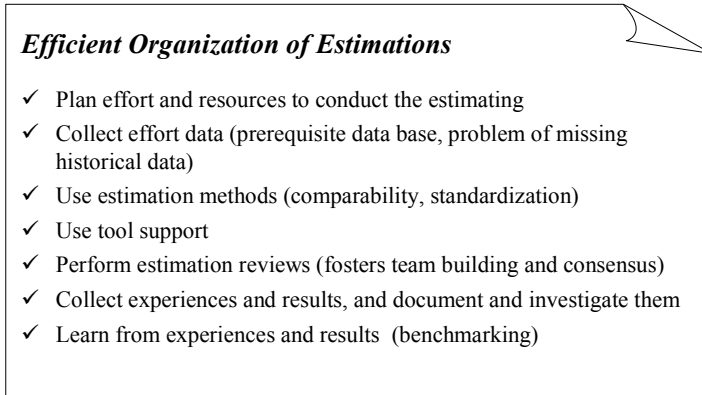 Efficient Organization of Estimations
✓ Plan effort and resources to conduct the estimating
✓ Collect effort data (prerequisite data base, problem of missing
historical data)
✓ Use estimation methods (comparability, standardization)
✓ Use tool support
✓ Perform estimation reviews (fosters team building and consensus)
✓ Collect experiences and results, and document and investigate them
✓ Learn from experiences and results (benchmarking)